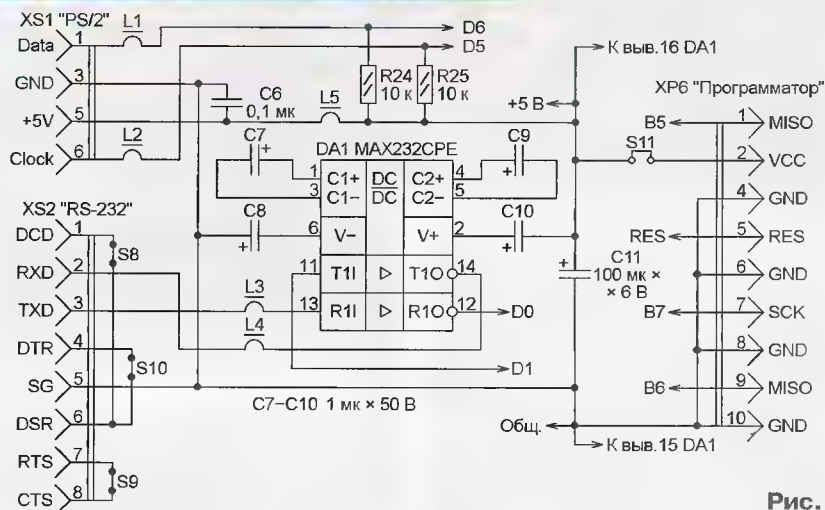 XS1 "PS/2"
L1
Data 1
D6
D5
К выв.16 DA1
GND 3
C6
0,1 мк
R24
10 к
R25
10 к
XP6 "Программатор"
+5V 5
L5
+5 В
B5
1 MISO
Clock 6
L2
C7
+
DA1 MAX232CPE
C9
+
S11
2 VCC
1 C1+
3 C1–
DC
DC
C2+ 4
C2– 5
4 GND
XS2 "RS-232"
DCD 1
S8
C8
+
6 V–
V+ 2
C10
+
RES
5 RES
RXD 2
11 T1I
▷
T1O 14
+
C11
100 мк ×
× 6 В
6 GND
TXD 3
L3
13 R1I
▷
R1O 12
D0
B7
7 SCK
DTR 4
L4
S10
D1
8 GND
SG 5
C7–C10 1 мк × 50 В
B6
9 MISO
DSR 6
Общ.
10 GND
RTS 7
S9
К выв.15 DA1
CTS 8
Рис.